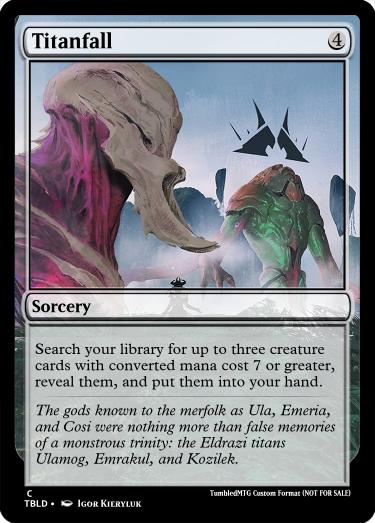 Titanfall 4
Sorcery
Search your library for up to three creature
cards with converted mana cost 7 or greater,
reveal them, and put them into your hand.
The gods known to the merfolk as Ula, Emeria,
and Cosi were nothing more than false memories
of a monstrous trinity: the Eldrazi titans
Ulamog, Emrakul, and Kozilek.
C
TBLD • Igor Kieryluk
TumbledMTG Custom Format (NOT FOR SALE)